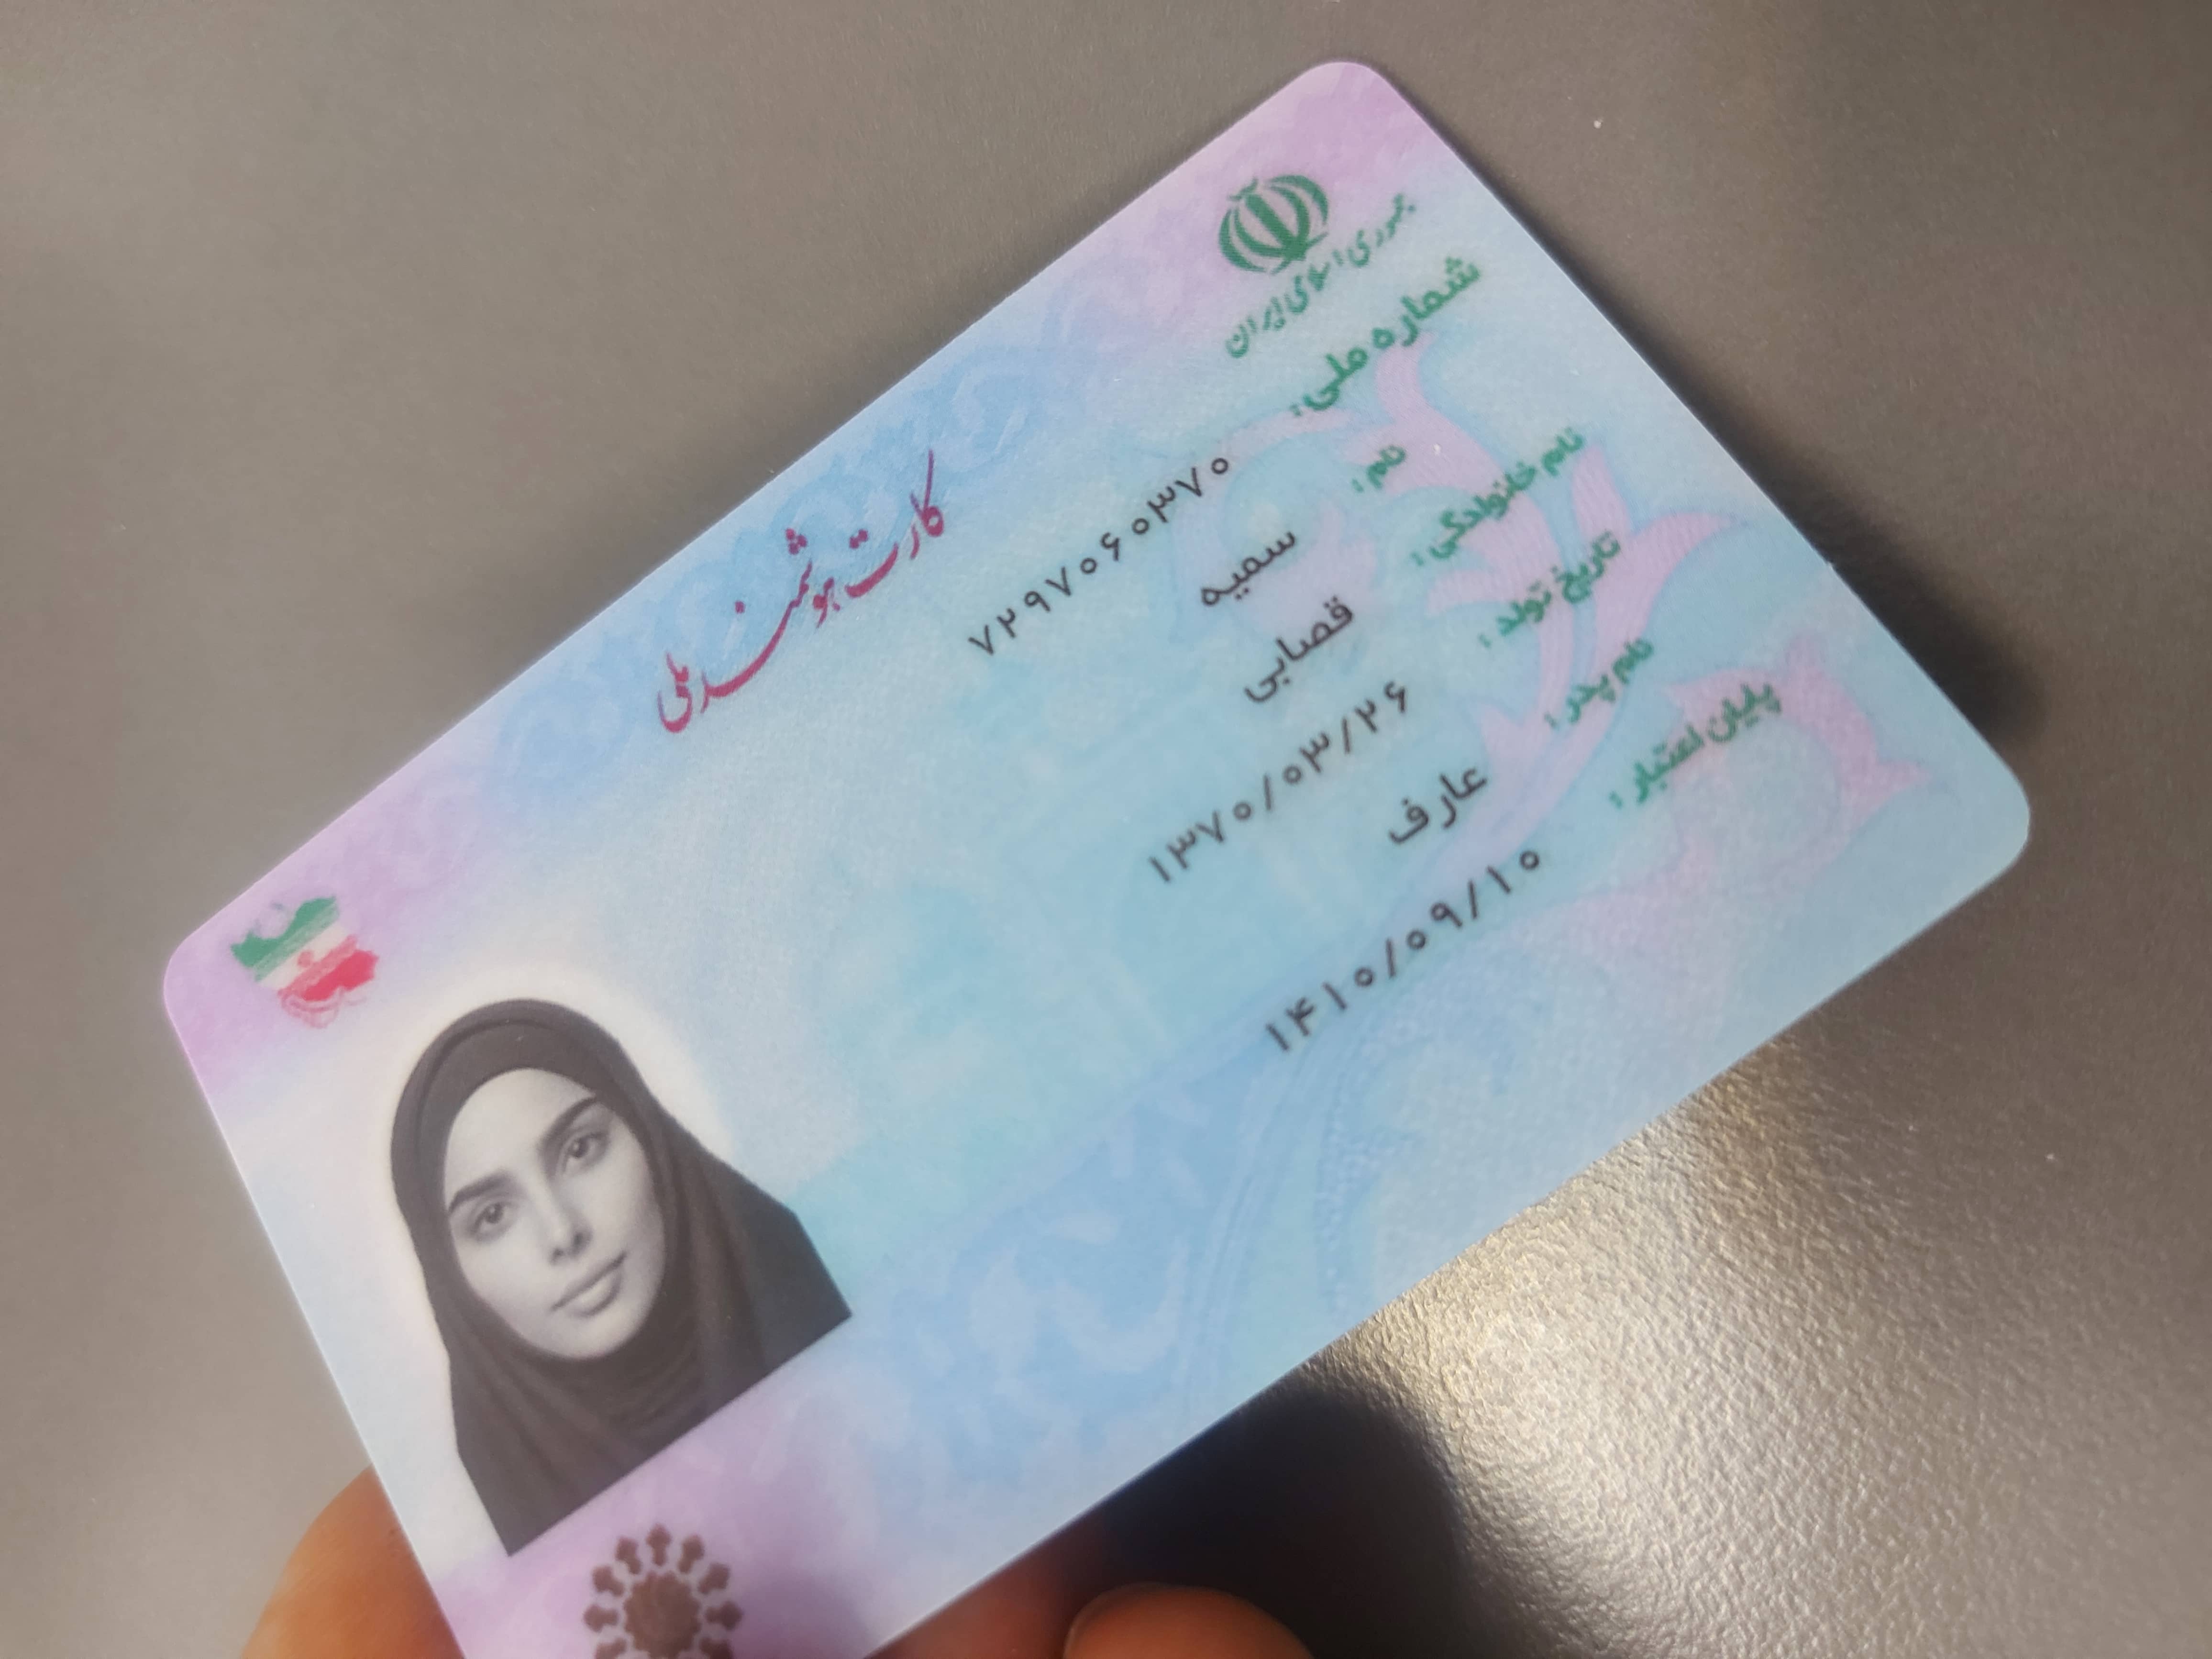 جمهوری اسلامی ایران
کارت هوشمند ملی
شماره ملی: ۷۲۹۷۰۶۰۳۷۰
نام: سمیه
نام خانوادگی: قصابی
تاریخ تولد: ۱۳۷۰/۰۳/۲۶
نام پدر: عارف
پایان اعتبار: ۱۴۱۰/۰۹/۱۰